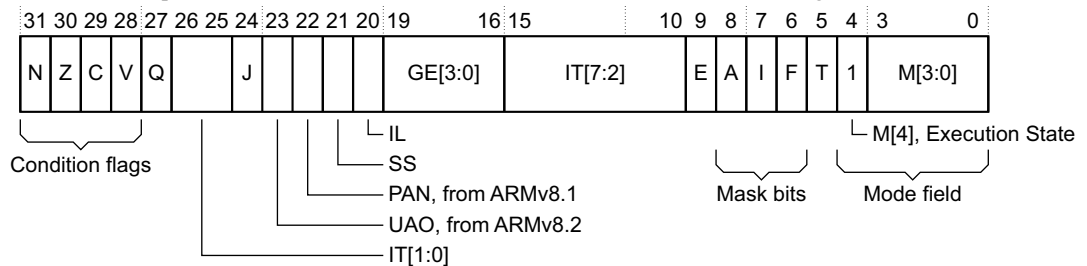 31 30 29 28 27 26 25 24 23 22 21 20 19 16 15 10 9 8 7 6 5 4 3 0
N Z C V Q J GE[3:0] IT[7:2] E A I F T 1 M[3:0]
IL M[4], Execution State
Condition flags SS Mask bits Mode field
PAN, from ARMv8.1
UAO, from ARMv8.2
IT[1:0]